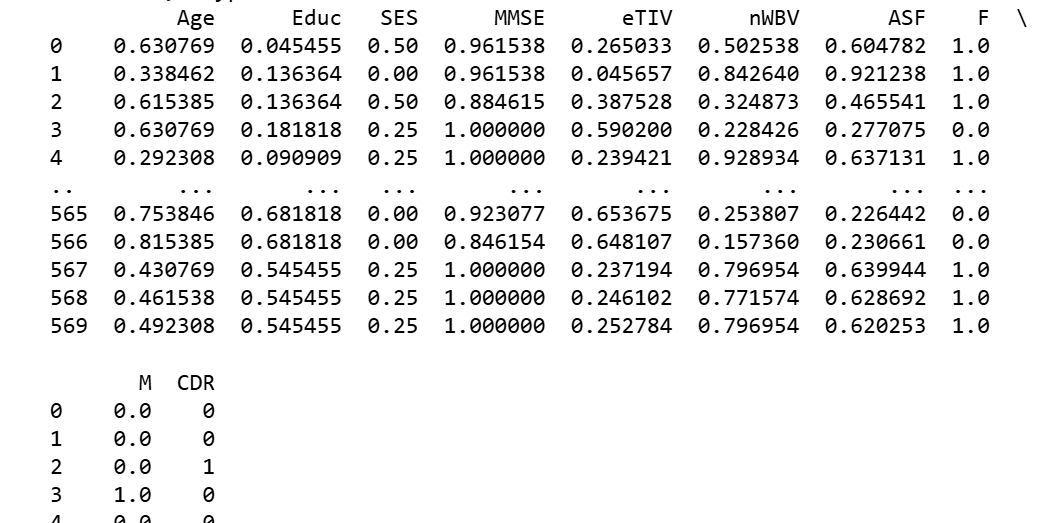 Age Educ SES MMSE eTIV nWBV ASF F \
0 0.630769 0.045455 0.50 0.961538 0.265033 0.502538 0.604782 1.0
1 0.338462 0.136364 0.00 0.961538 0.045657 0.842640 0.921238 1.0
2 0.615385 0.136364 0.50 0.884615 0.387528 0.324873 0.465541 1.0
3 0.630769 0.181818 0.25 1.000000 0.590200 0.228426 0.277075 0.0
4 0.292308 0.090909 0.25 1.000000 0.239421 0.928934 0.637131 1.0
.. ... ... ... ... ... ... ... ...
565 0.753846 0.681818 0.00 0.923077 0.653675 0.253807 0.226442 0.0
566 0.815385 0.681818 0.00 0.846154 0.648107 0.157360 0.230661 0.0
567 0.430769 0.545455 0.25 1.000000 0.237194 0.796954 0.639944 1.0
568 0.461538 0.545455 0.25 1.000000 0.246102 0.771574 0.628692 1.0
569 0.492308 0.545455 0.25 1.000000 0.252784 0.796954 0.620253 1.0
M CDR
0 0.0 0
1 0.0 0
2 0.0 1
3 1.0 0
4 0.0 0